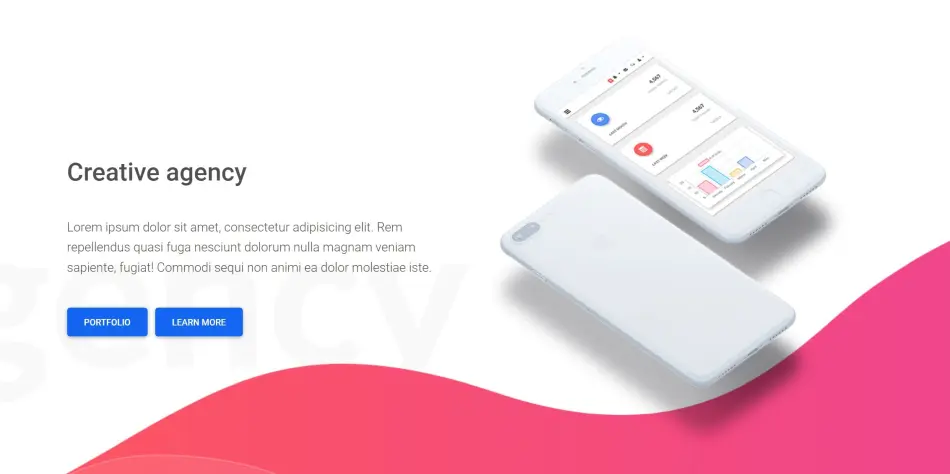 Creative agency
Lorem ipsum dolor sit amet, consectetur adipisicing elit. Rem
repellendus quasi fuga nesciunt dolorum nulla magnam veniam
sapiente, fugiat! Commodi sequi non animi ea dolor molestiae iste.
PORTFOLIO
LEARN MORE
gency
4,567
4,567